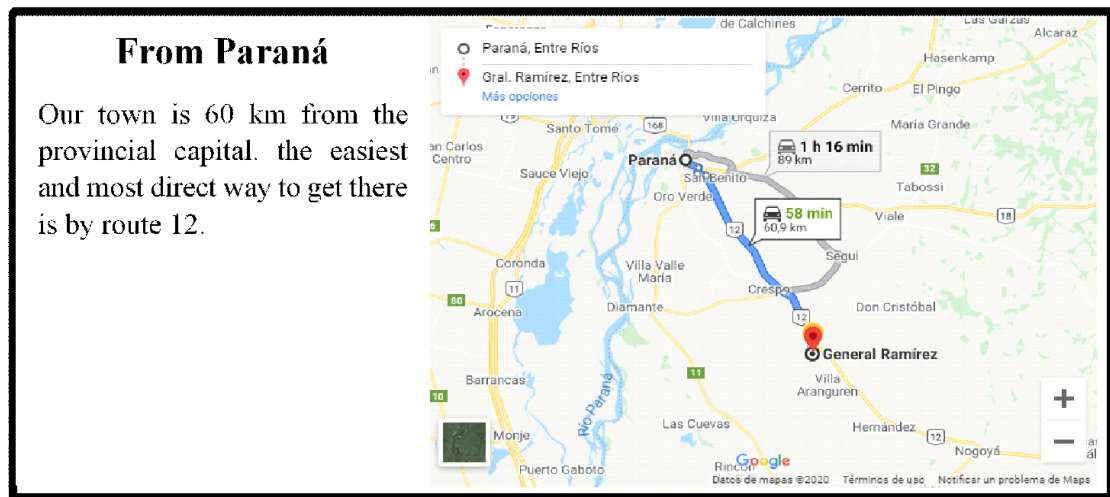 From Paraná
Our town is 60 km from the
provincial capital. the easiest
and most direct way to get there
is by route 12.
Paraná, Entre Ríos
Gral. Ramírez, Entre Ríos
Más opciones
de Calchines
Las Garzas
Alcaraz
Hasenkamp
Cerrito
El Pingo
María Grande
Villa Urquiza
Santo Tomé
168
an Carlos
Centro
Sauce Viejo
Paraná
San Benito
Oro Verde
1 h 16 min
89 km
32
Tabossi
Viale
18
58 min
60,9 km
12
Segui
Coronda
11
Villa Valle
María
Crespo
80
Arocena
Diamante
Don Cristóbal
12
General Ramírez
Villa
Aranguren
11
Barrancas
10
Río Paraná
Las Cuevas
Hernández
12
Nogoyá
Monje
Puerto Gaboto
Rincón
Google
Datos de mapas ©2020 Términos de uso Notificar un problema de Maps